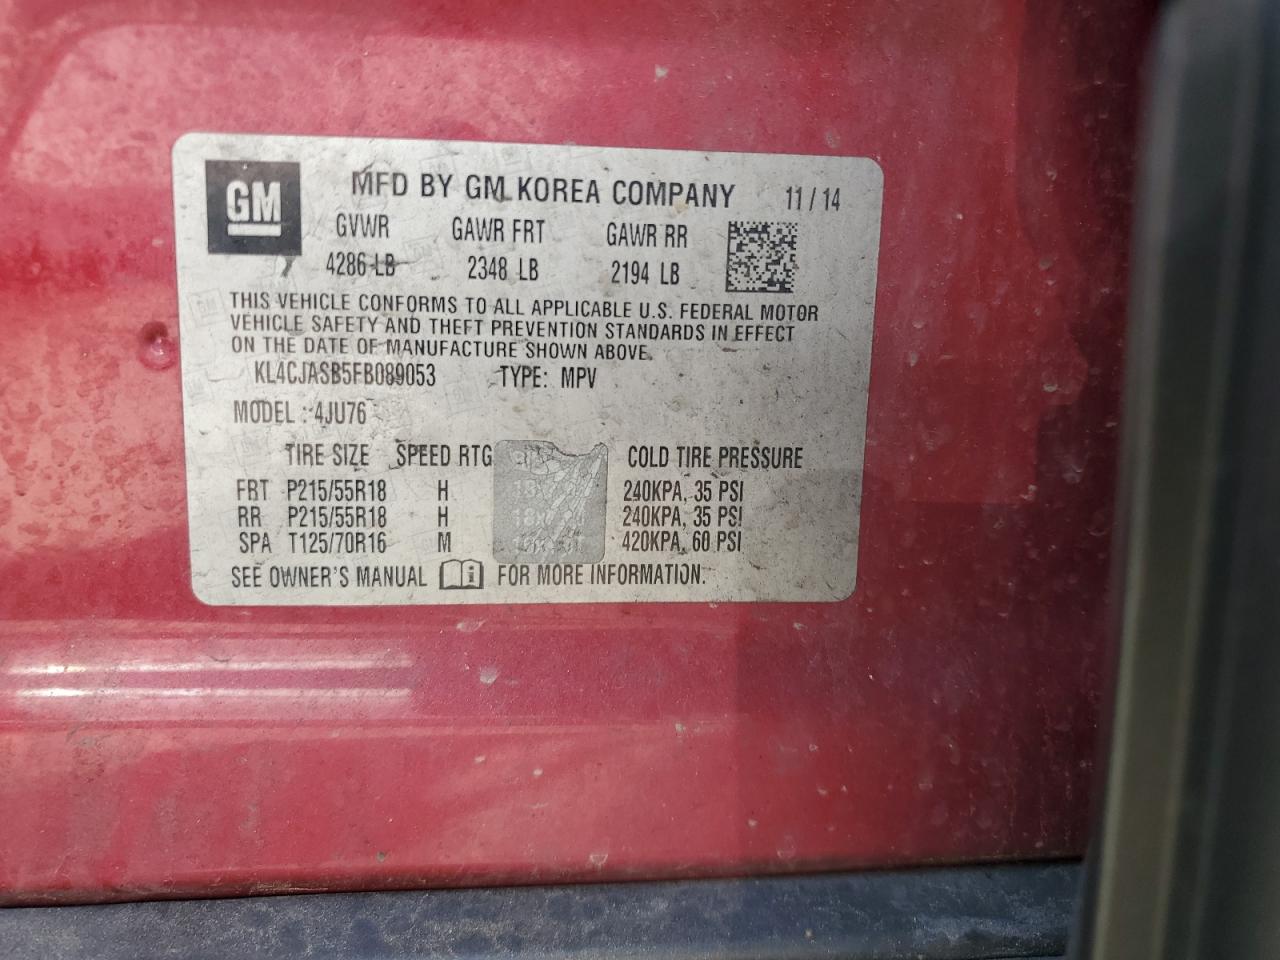 GM MFD BY GM KOREA COMPANY 11/14
GVWR GAWR FRT GAWR RR
4286 LB 2348 LB 2194 LB
THIS VEHICLE CONFORMS TO ALL APPLICABLE U.S. FEDERAL MOTOR
VEHICLE SAFETY AND THEFT PREVENTION STANDARDS IN EFFECT
ON THE DATE OF MANUFACTURE SHOWN ABOVE.
KL4CJASB5FB089053 TYPE: MPV
MODEL : 4JU76
TIRE SIZE SPEED RTG COLD TIRE PRESSURE
FRT P215/55R18 H 240KPA, 35 PSI
RR P215/55R18 H 240KPA, 35 PSI
SPA T125/70R16 M 420KPA, 60 PSI
SEE OWNER'S MANUAL FOR MORE INFORMATION.